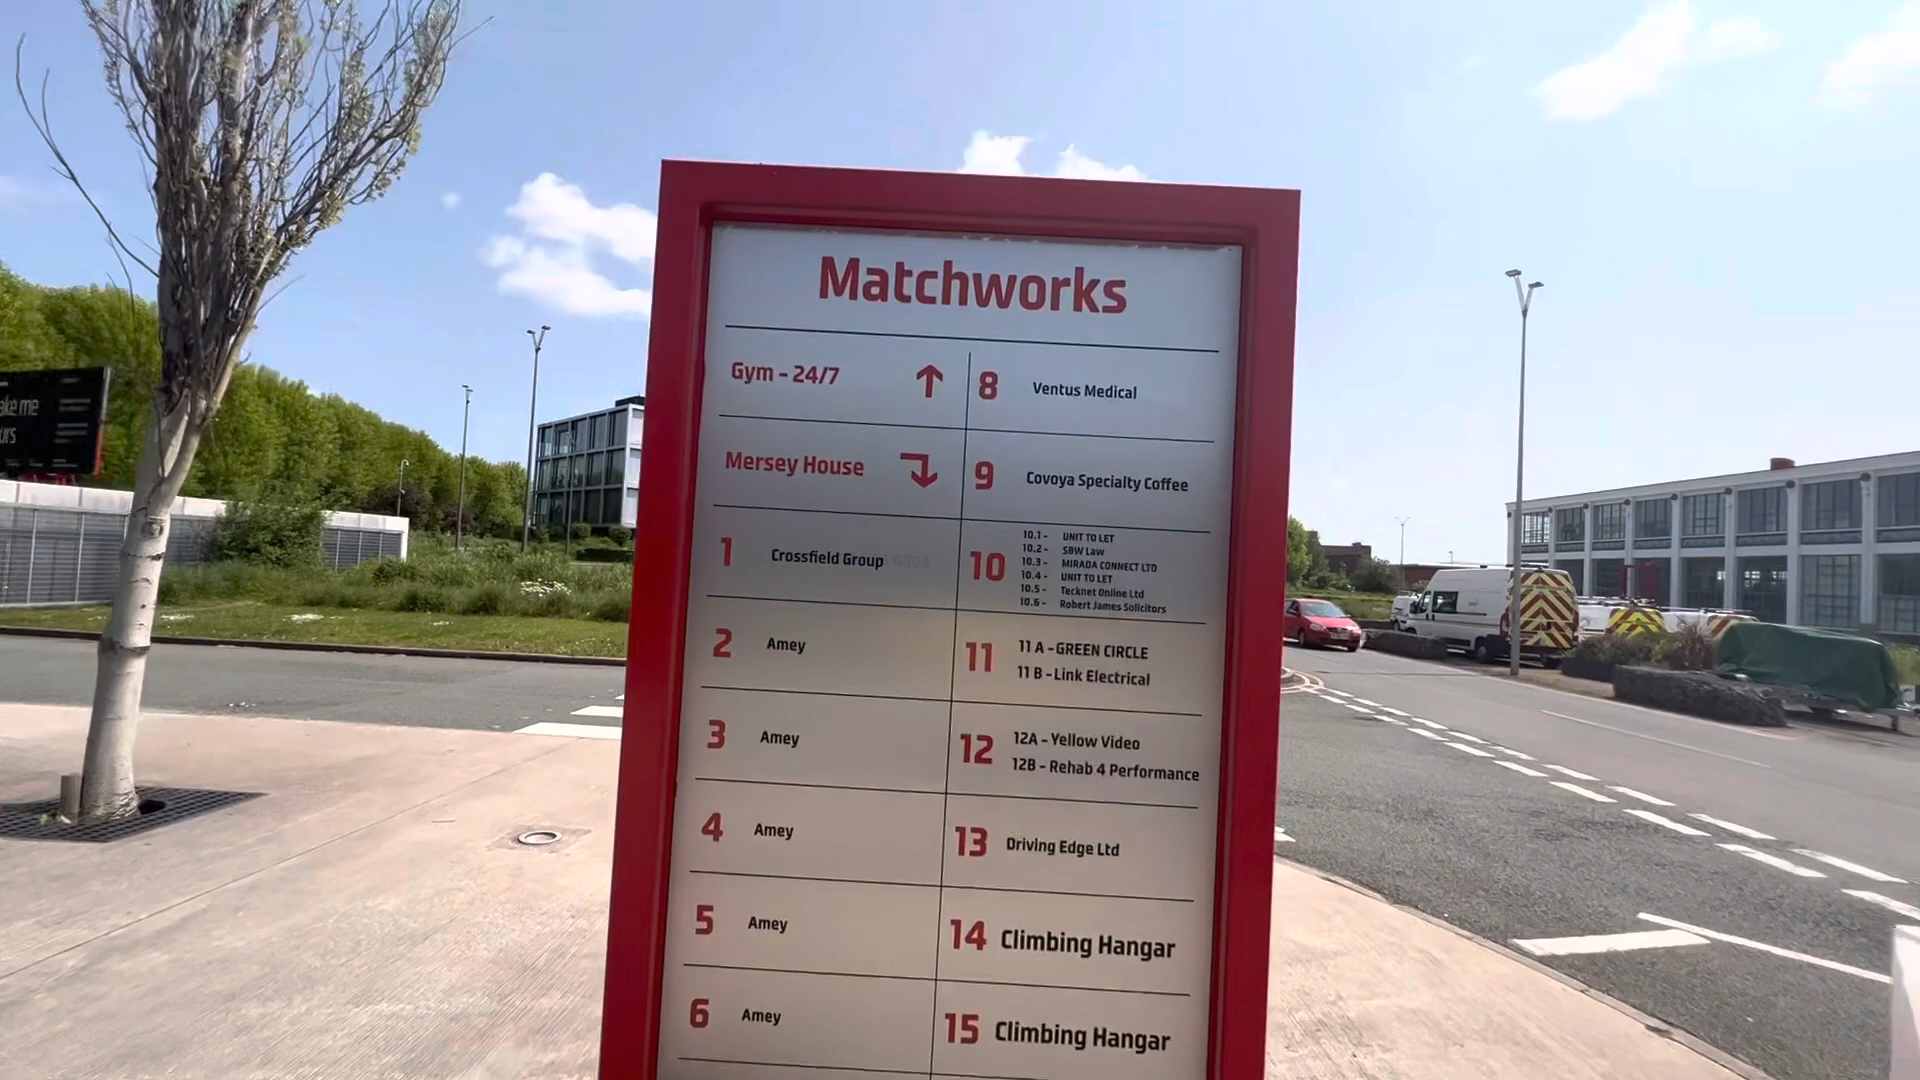 Matchworks
Gym - 24/7
Mersey House
1 Crossfield Group
2 Amey
3 Amey
4 Amey
5 Amey
6 Amey
8 Ventus Medical
9 Covoya Specialty Coffee
10
10.1 - UNIT TO LET
10.2 - SBW Law
10.3 - MIRADA CONNECT LTD
10.4 - UNIT TO LET
10.5 - Tecknet Online Ltd
10.6 - Robert James Solicitors
11
11 A - GREEN CIRCLE
11 B - Link Electrical
12
12A - Yellow Video
12B - Rehab 4 Performance
13 Driving Edge Ltd
14 Climbing Hangar
15 Climbing Hangar
me